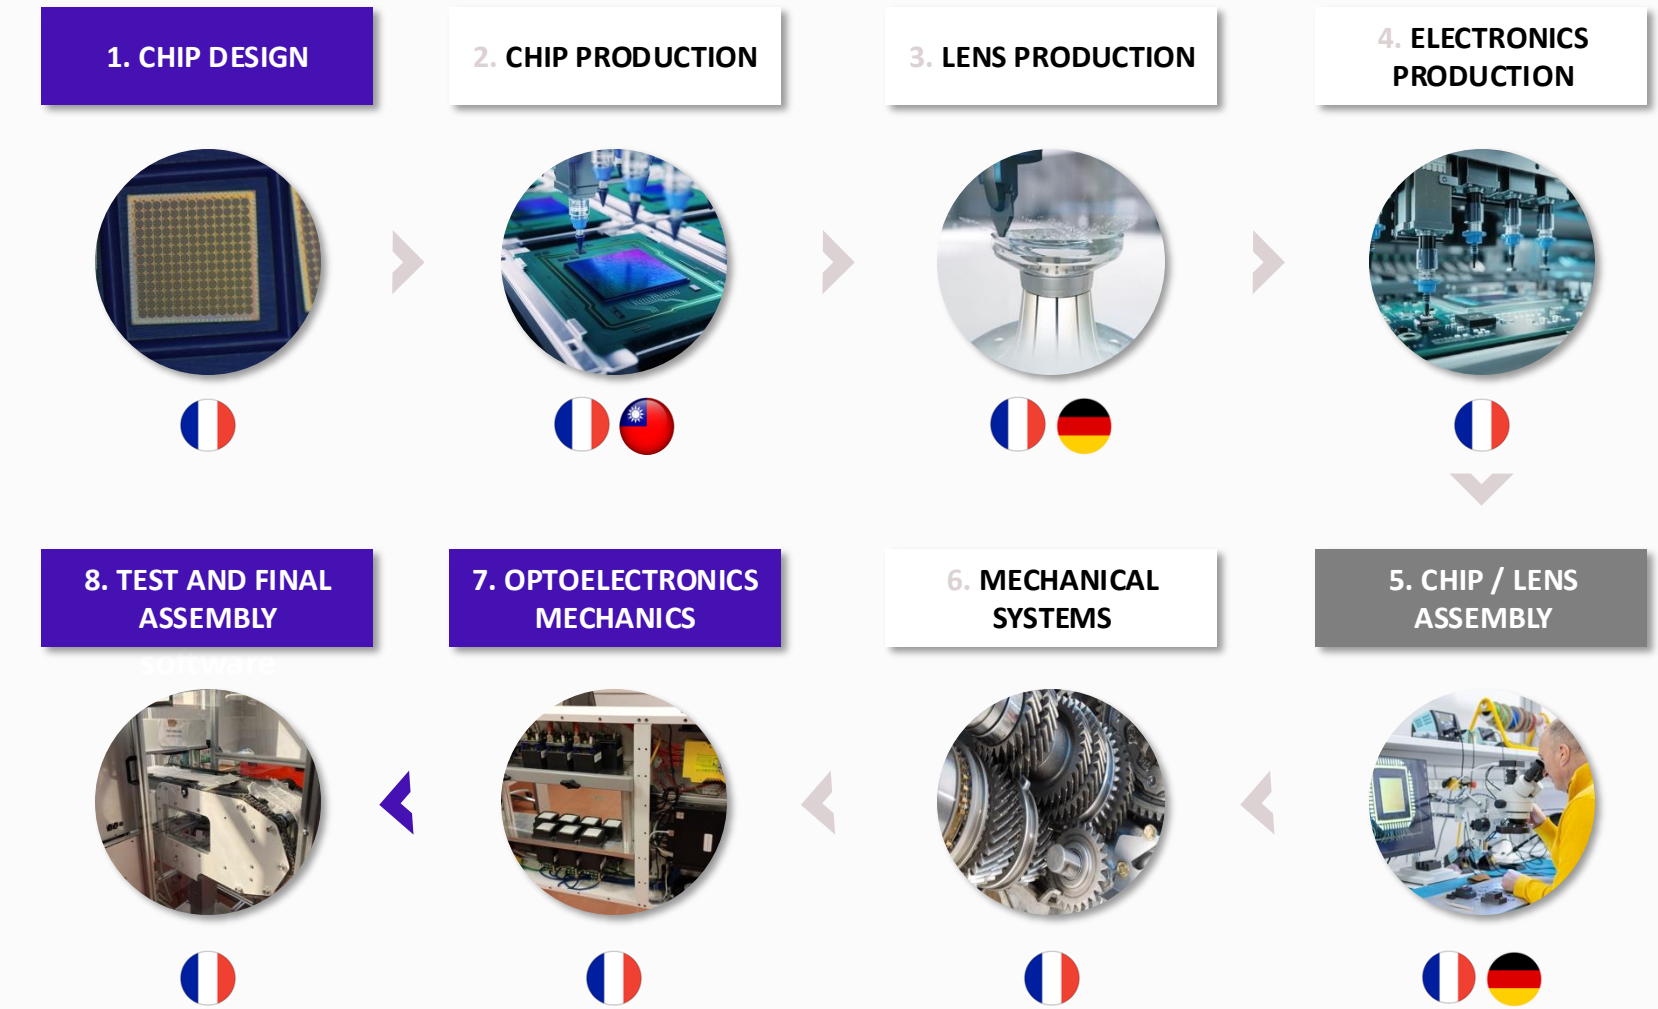 1. CHIP DESIGN
2. CHIP PRODUCTION
3. LENS PRODUCTION
4. ELECTRONICS
PRODUCTION
8. TEST AND FINAL
ASSEMBLY
software
7. OPTOELECTRONICS
MECHANICS
6. MECHANICAL
SYSTEMS
5. CHIP / LENS
ASSEMBLY